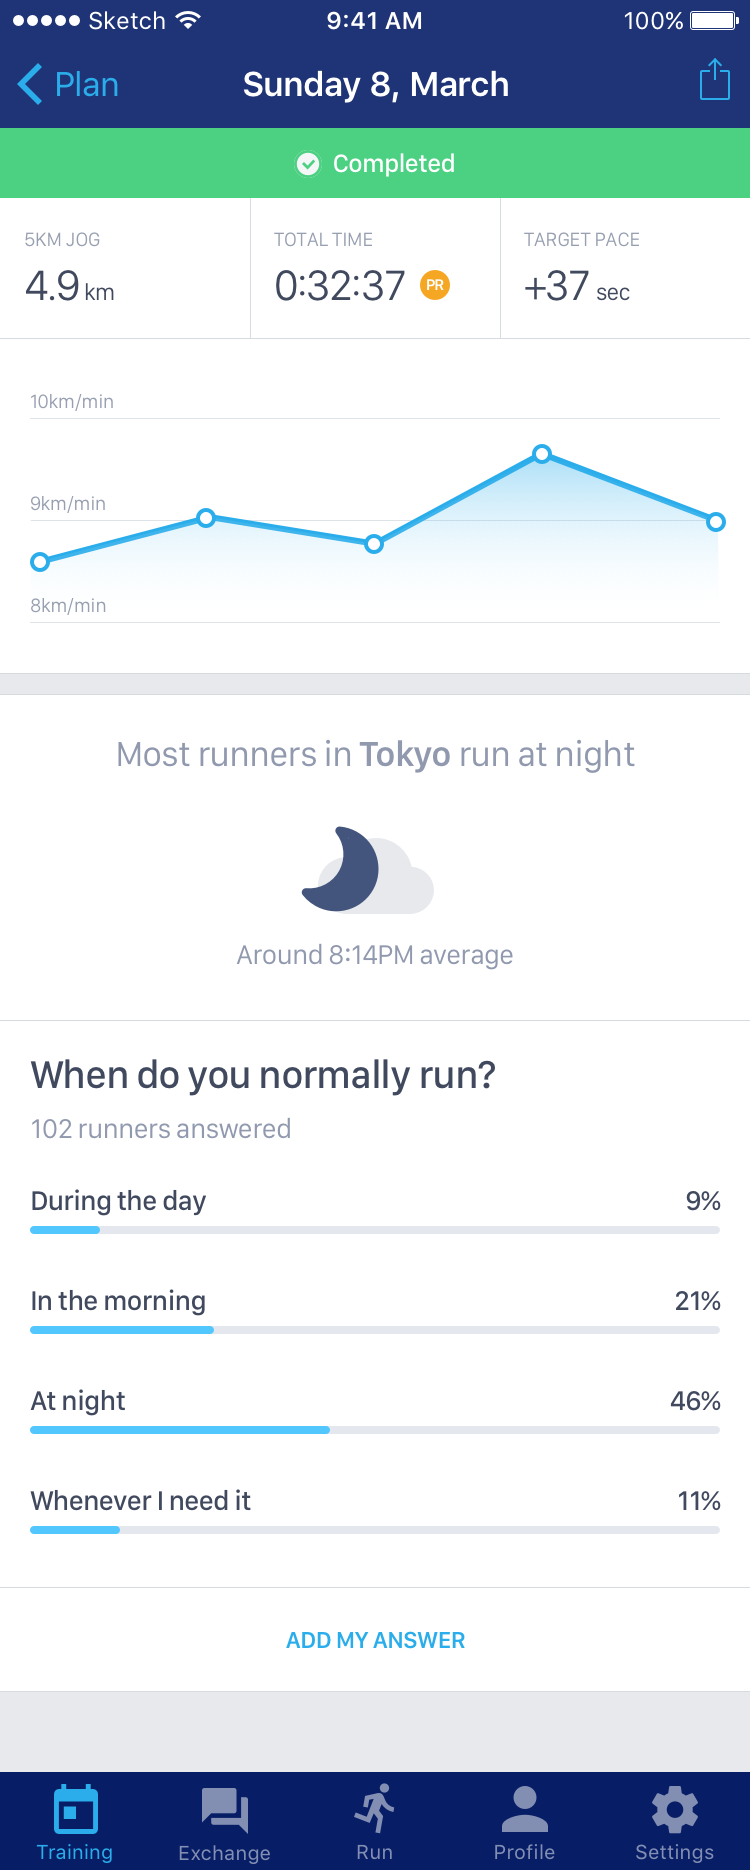 Sketch 9:41 AM 100%
Plan Sunday 8, March
Completed
5KM JOG TOTAL TIME TARGET PACE
4.9 km 0:32:37 PR +37 sec
10km/min
9km/min
8km/min
Most runners in Tokyo run at night
Around 8:14PM average
When do you normally run?
102 runners answered
During the day 9%
In the morning 21%
At night 46%
Whenever I need it 11%
ADD MY ANSWER
Training Exchange Run Profile Settings